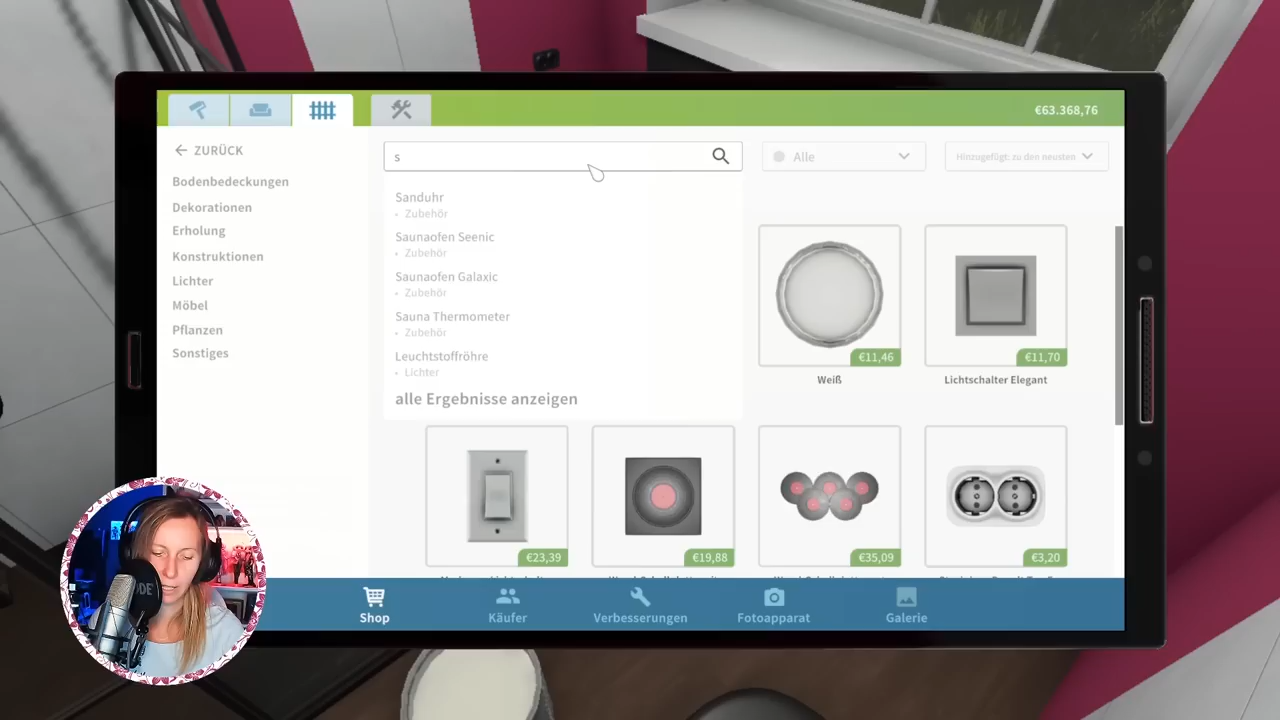 €63.368,76
ZURÜCK
Bodenbedeckungen
Dekorationen
Erholung
Konstruktionen
Lichter
Möbel
Pflanzen
Sonstiges
s
Alle
Hinzugefügt: zu den neusten
Sanduhr
• Zubehör
Saunaofen Seenic
• Zubehör
Saunaofen Galaxic
• Zubehör
Sauna Thermometer
• Zubehör
Leuchtstoffröhre
• Lichter
alle Ergebnisse anzeigen
€11,46
Weiß
€11,70
Lichtschalter Elegant
€23,39
€19,88
€35,09
€3,20
Shop
Käufer
Verbesserungen
Fotoapparat
Galerie